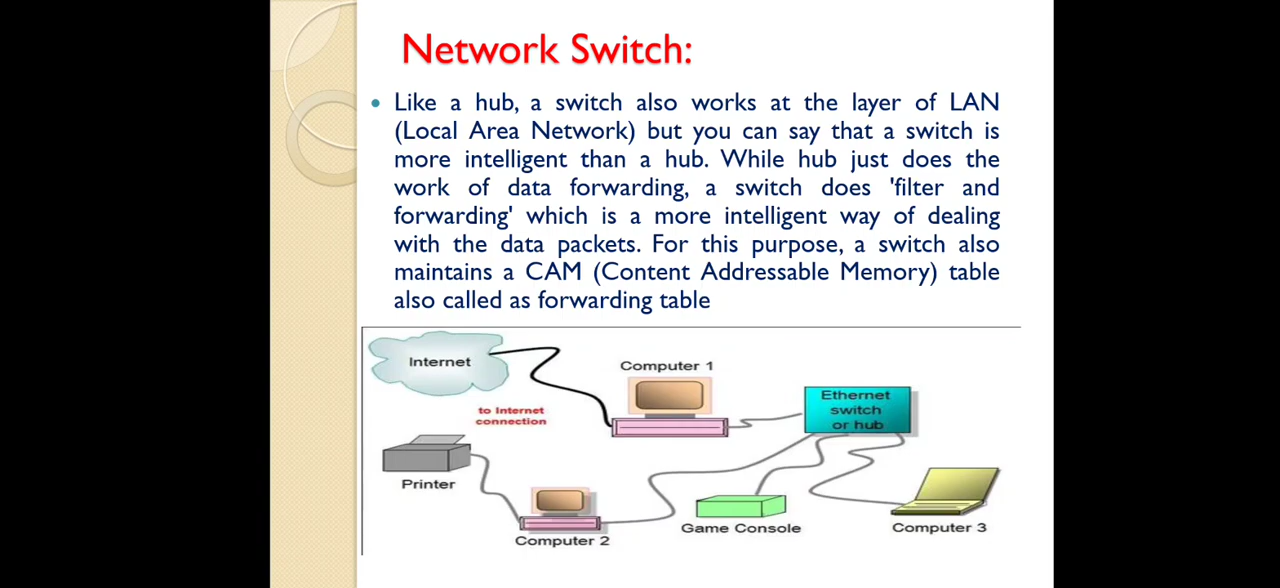 Network Switch:
• Like a hub, a switch also works at the layer of LAN
(Local Area Network) but you can say that a switch is
more intelligent than a hub. While hub just does the
work of data forwarding, a switch does 'filter and
forwarding' which is a more intelligent way of dealing
with the data packets. For this purpose, a switch also
maintains a CAM (Content Addressable Memory) table
also called as forwarding table
Internet
Computer 1
Ethernet
switch
or hub
to Internet
connection
Printer
Computer 2
Game Console
Computer 3